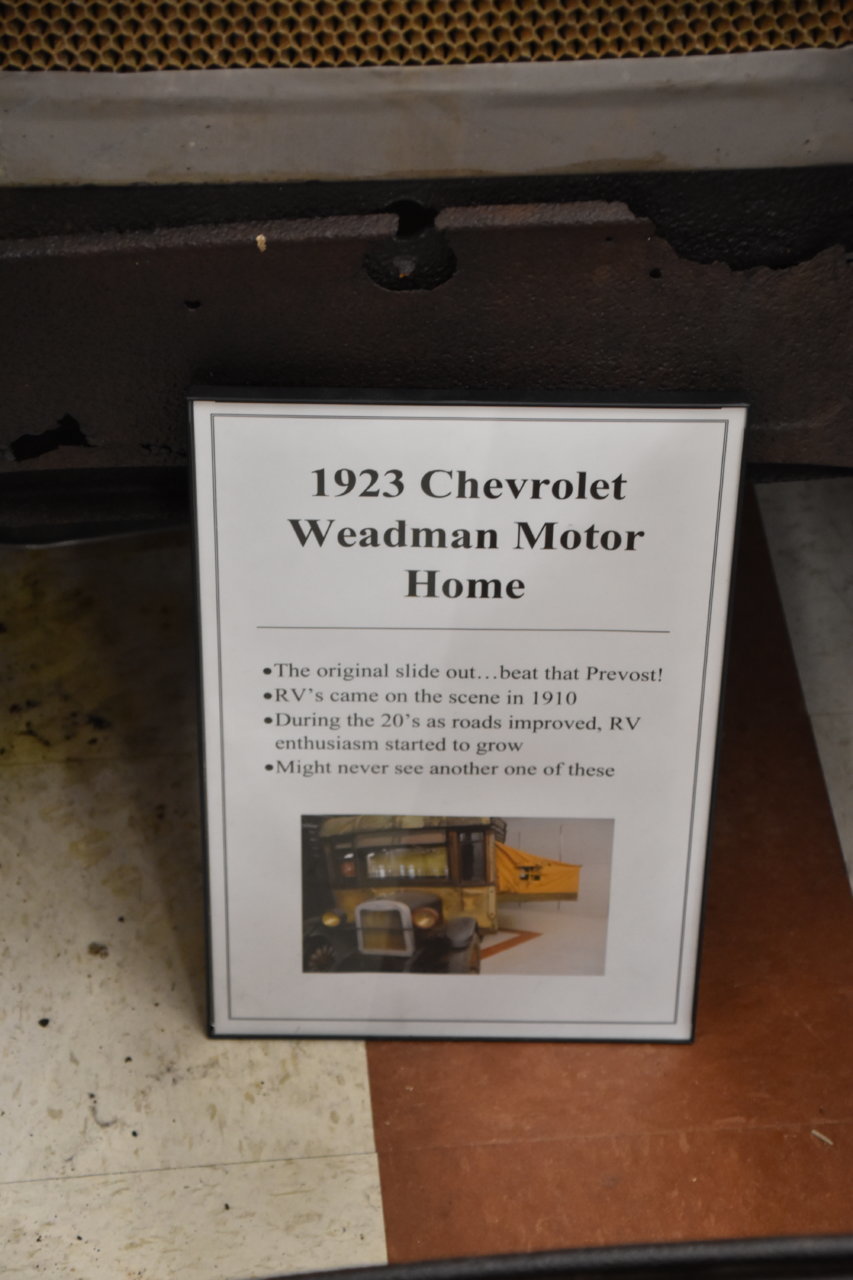 1923 Chevrolet
Weadman Motor
Home
•The original slide out...beat that Prevost!
•RV's came on the scene in 1910
•During the 20's as roads improved, RV
enthusiasm started to grow
•Might never see another one of these